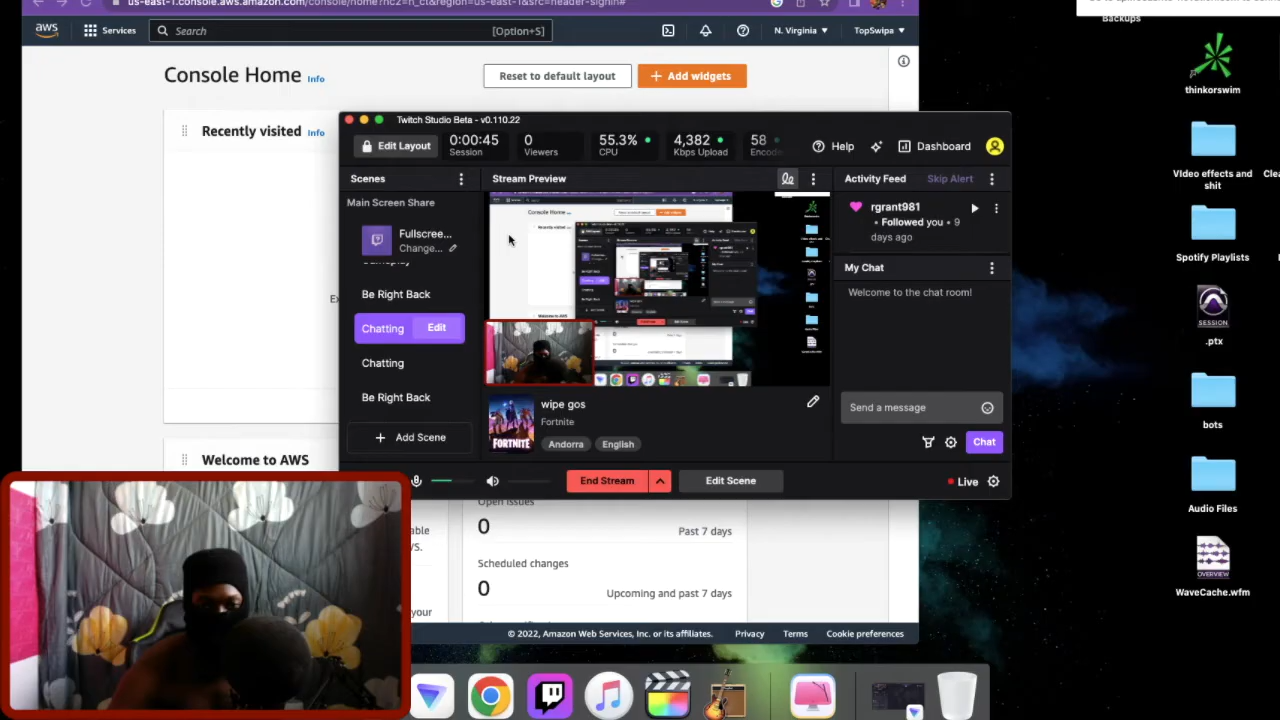 us-east-1.console.aws.amazon.com/console/home?nc2=h_ct&region=us-east-1&src=header-signin#
Backups
aws
Services
Search
[Option+S]
N. Virginia
TopSwipa
Console Home
Info
Reset to default layout
+ Add widgets
Recently visited
Info
Twitch Studio Beta - v0.110.22
Edit Layout
0:00:45
Session
0
Viewers
55.3%
CPU
4,382
Kbps Upload
58
Help
Dashboard
Scenes
Stream Preview
Activity Feed
Skip Alert
Main Screen Share
Fullscree...
Change...
Be Right Back
Chatting
Edit
Chatting
Be Right Back
+ Add Scene
Console Home
rgrant981
• Followed you • 9
days ago
My Chat
Welcome to the chat room!
Send a message
Chat
FORTNITE
wipe gos
Fortnite
Andorra
English
End Stream
Edit Scene
Live
Welcome to AWS
Open issues
0
Past 7 days
Scheduled changes
0
Upcoming and past 7 days
your
© 2022, Amazon Web Services, Inc. or its affiliates.
Privacy
Terms
Cookie preferences
thinkorswim
VIdeo effects and
shit
Spotify Playlists
SESSION
.ptx
bots
Audio Files
OVERVIEW
WaveCache.wfm